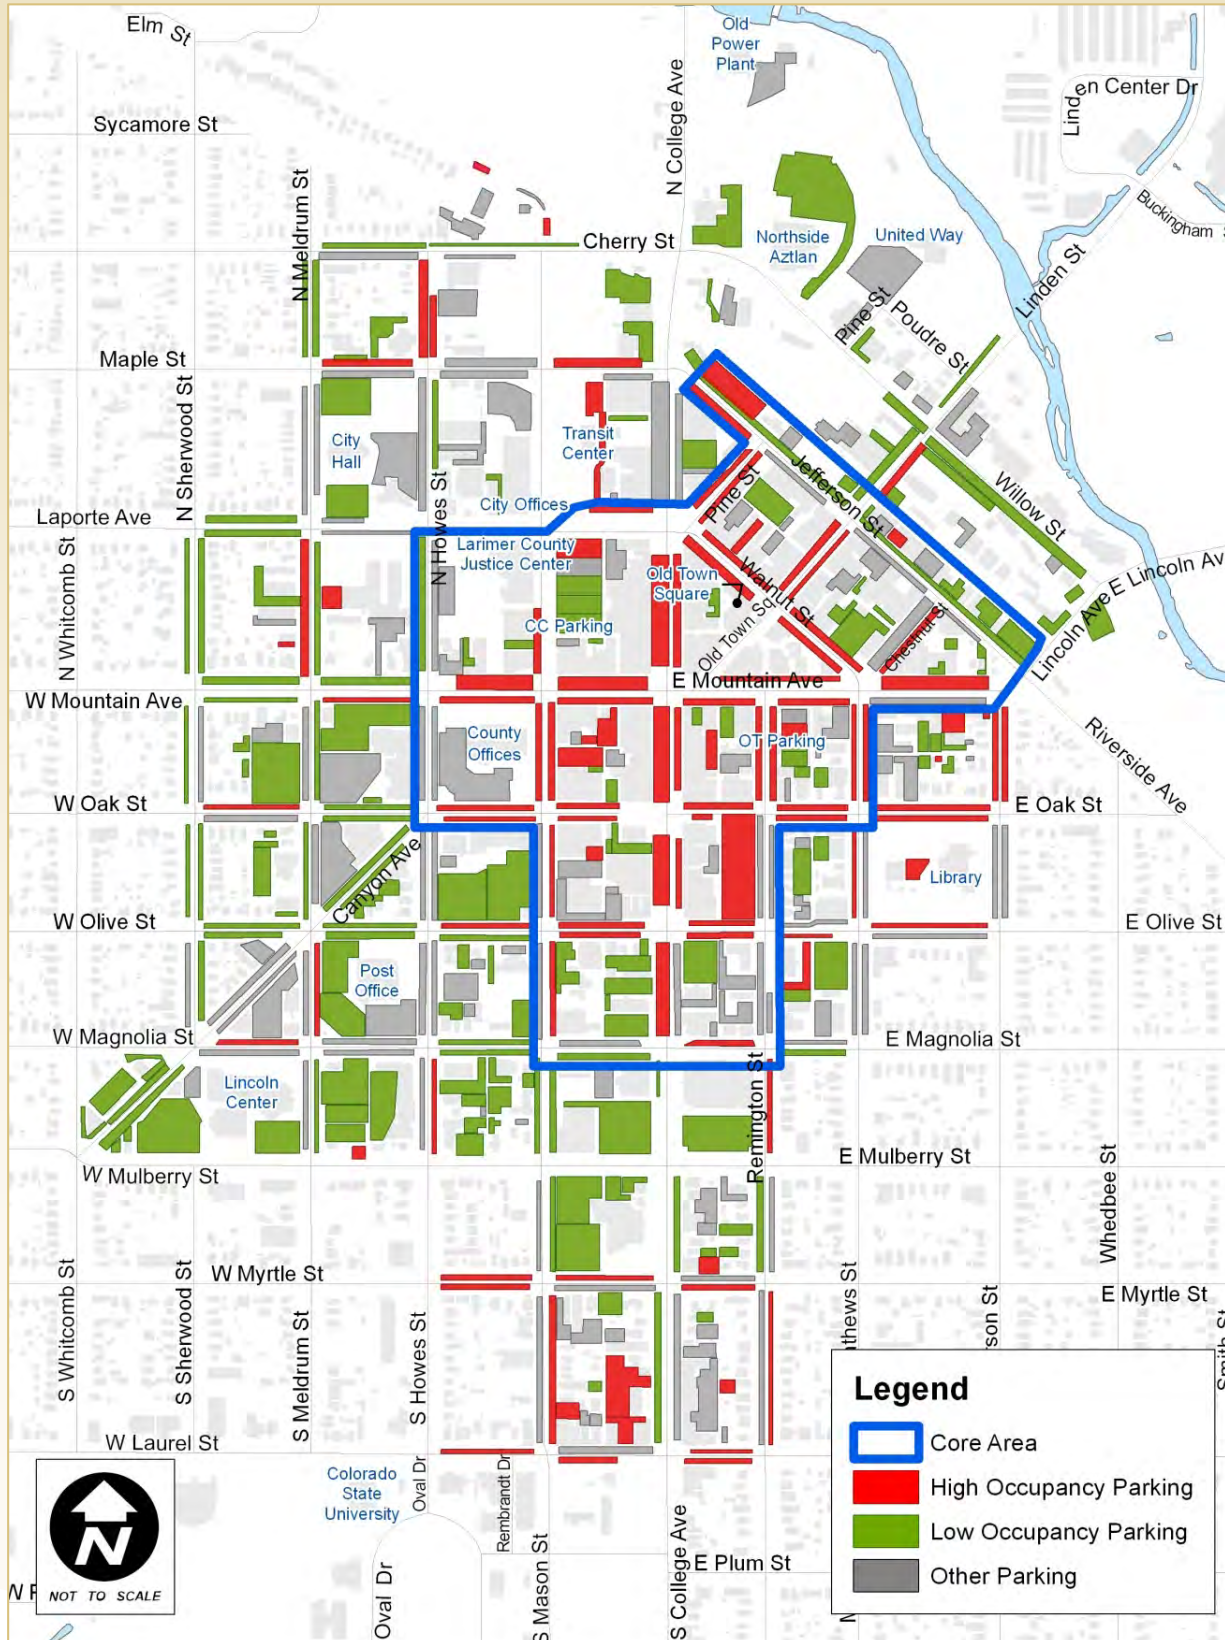 Elm St
Old
Power
Plant
N College Ave
Linden Center Dr
Sycamore St
Buckingham
N Meldrum St
Cherry St
Northside
Aztlan
United Way
Linden St
Pine St
Poudre St
Maple St
N Sherwood St
City
Hall
Transit
Center
Jefferson St
Willow St
N Howes St
City Offices
Pine St
Laporte Ave
N Whitcomb St
Larimer County
Justice Center
Old Town
Square
Walnut St
E Lincoln Av
CC Parking
Old Town Sq
Chestnut St
Lincoln Ave
E Mountain Ave
W Mountain Ave
County
Offices
OT Parking
Riverside Ave
W Oak St
E Oak St
Canyon Ave
Library
W Olive St
E Olive St
Post
Office
W Magnolia St
E Magnolia St
Lincoln
Center
Remington St
W Mulberry St
E Mulberry St
Whedbee St
S Whitcomb St
S Sherwood St
W Myrtle St
S Meldrum St
S Howes St
E Myrtle St
athews St
son St
Smith St
W Laurel St
Colorado
State
University
Oval Dr
Rembrandt Dr
Oval Dr
S Mason St
S College Ave
E Plum St
N
NOT TO SCALE
Legend
Core Area
High Occupancy Parking
Low Occupancy Parking
Other Parking